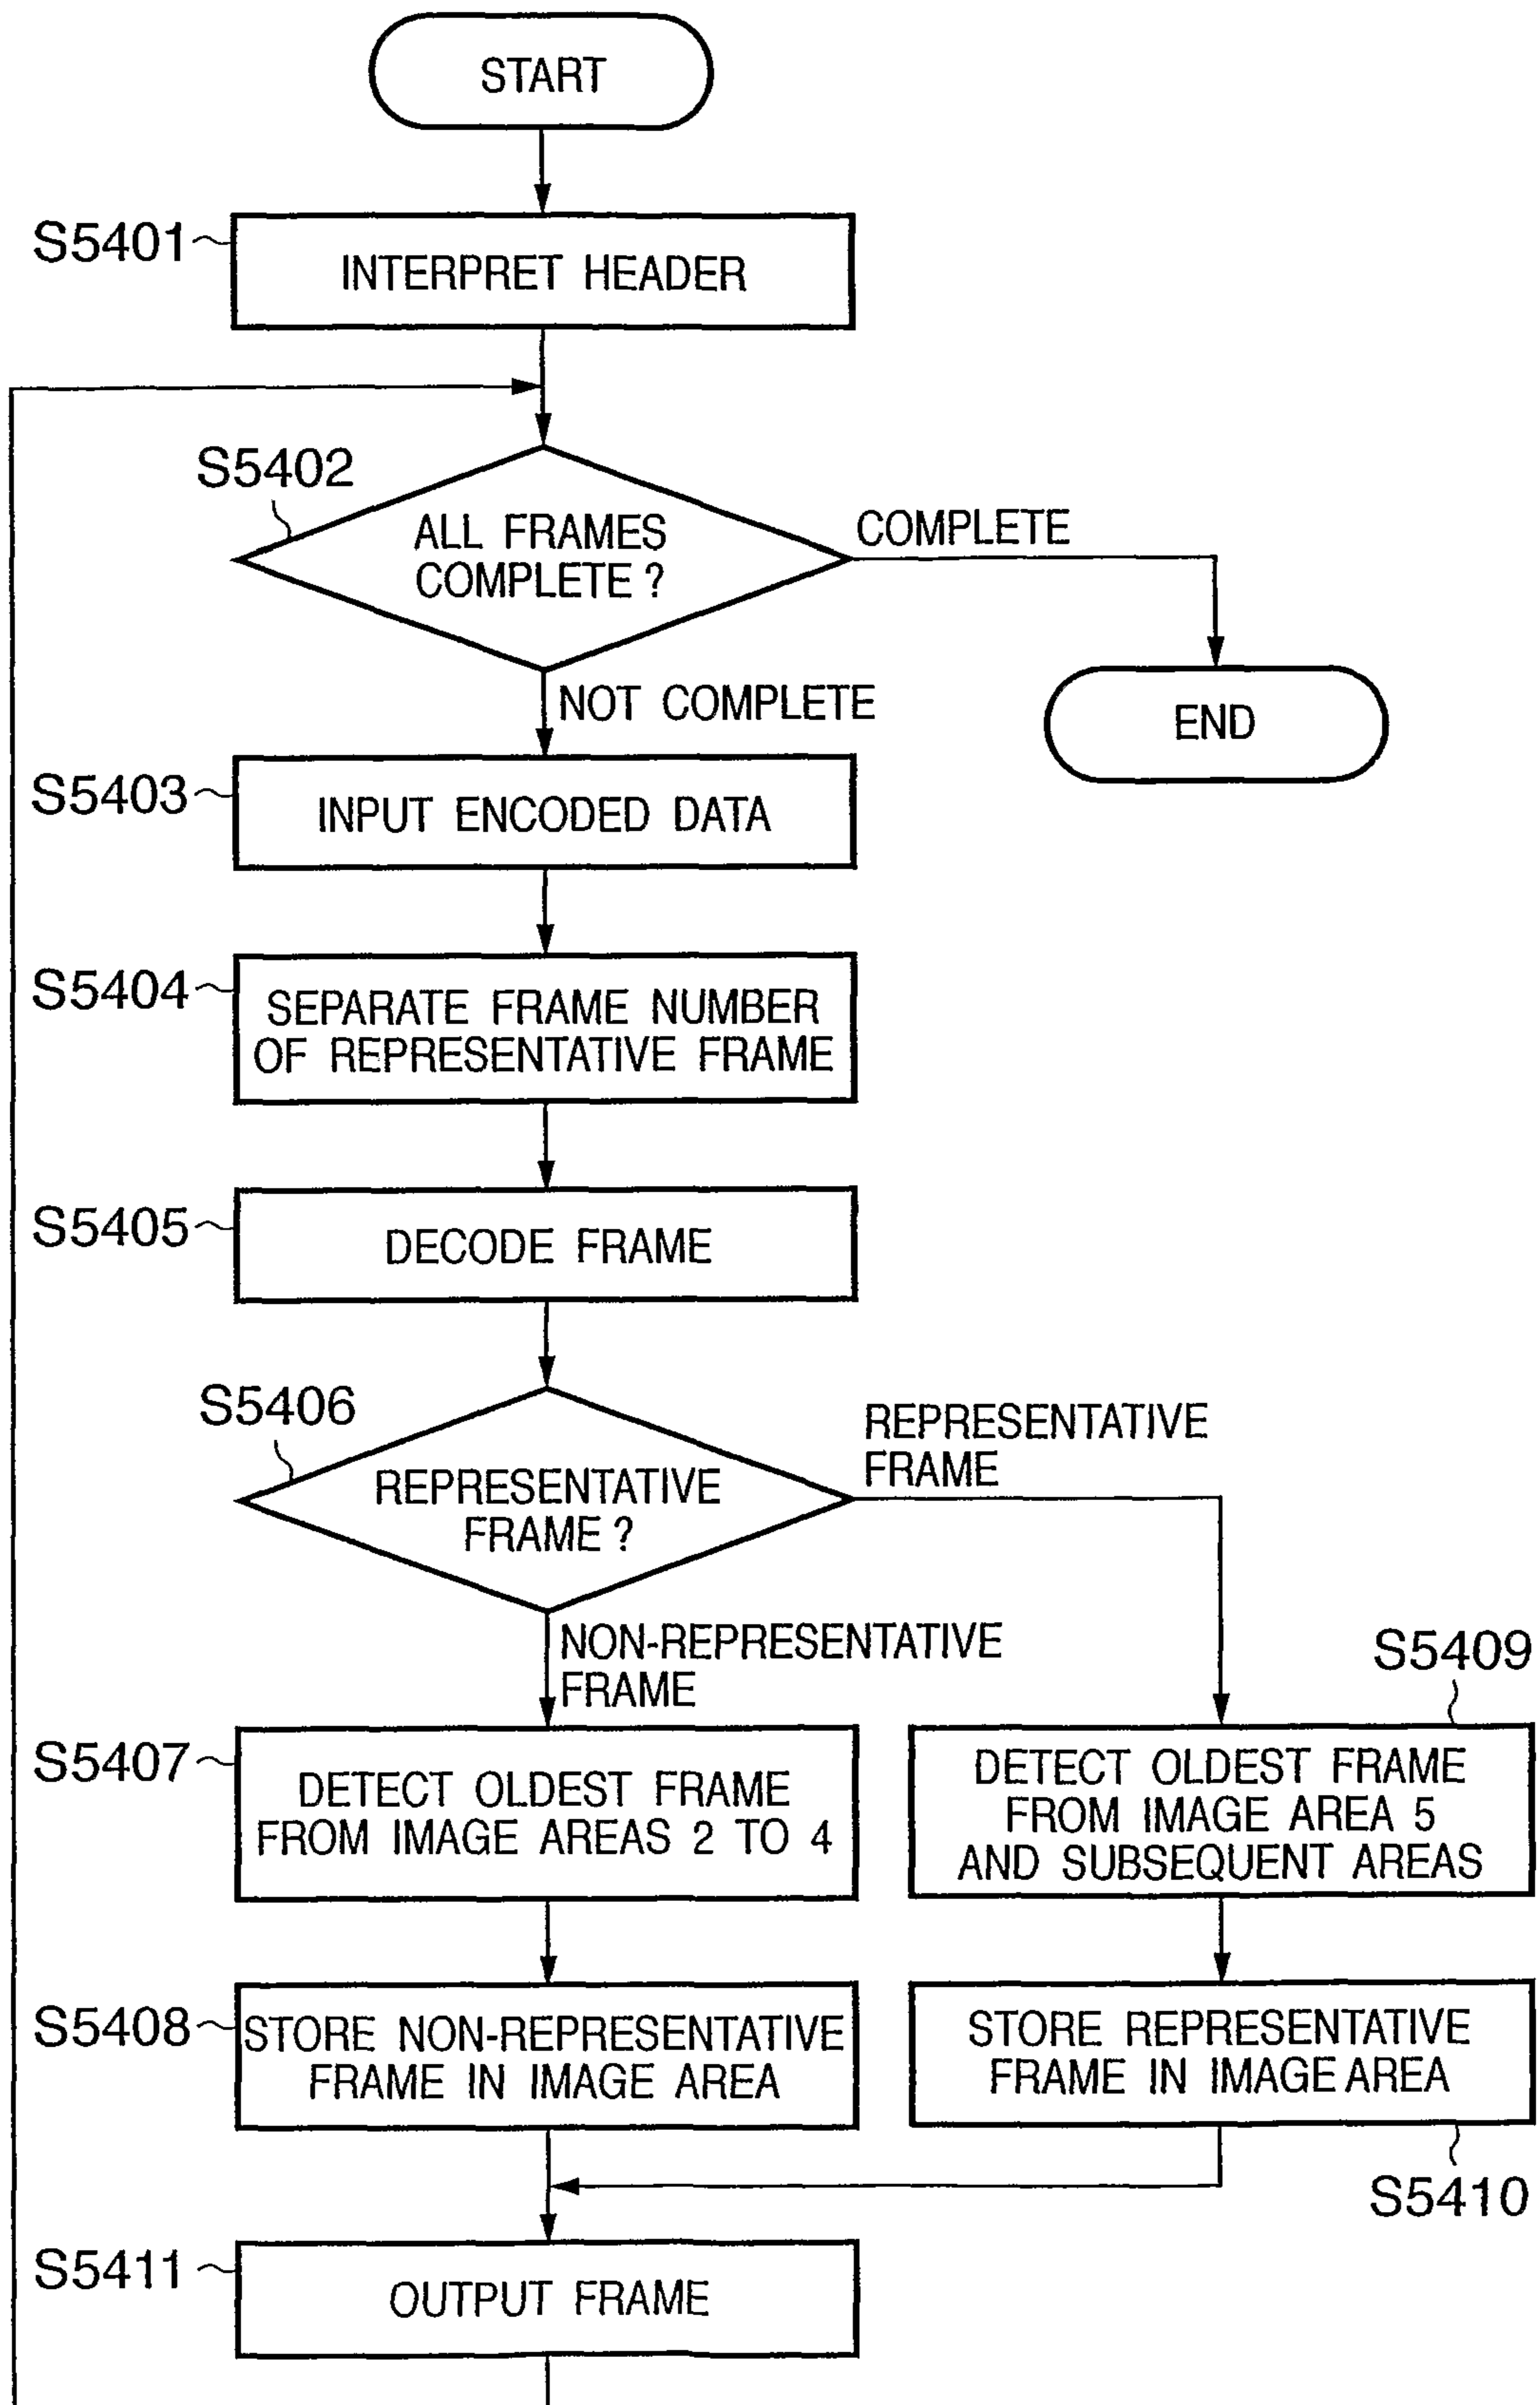 START
S5401
INTERPRET HEADER
S5402
ALL FRAMES
COMPLETE ?
COMPLETE
END
NOT COMPLETE
S5403
INPUT ENCODED DATA
S5404
SEPARATE FRAME NUMBER
OF REPRESENTATIVE FRAME
S5405
DECODE FRAME
S5406
REPRESENTATIVE
FRAME ?
REPRESENTATIVE
FRAME
NON-REPRESENTATIVE
FRAME
S5407
DETECT OLDEST FRAME
FROM IMAGE AREAS 2 TO 4
S5409
DETECT OLDEST FRAME
FROM IMAGE AREA 5
AND SUBSEQUENT AREAS
S5408
STORE NON-REPRESENTATIVE
FRAME IN IMAGE AREA
STORE REPRESENTATIVE
FRAME IN IMAGE AREA
S5410
S5411
OUTPUT FRAME